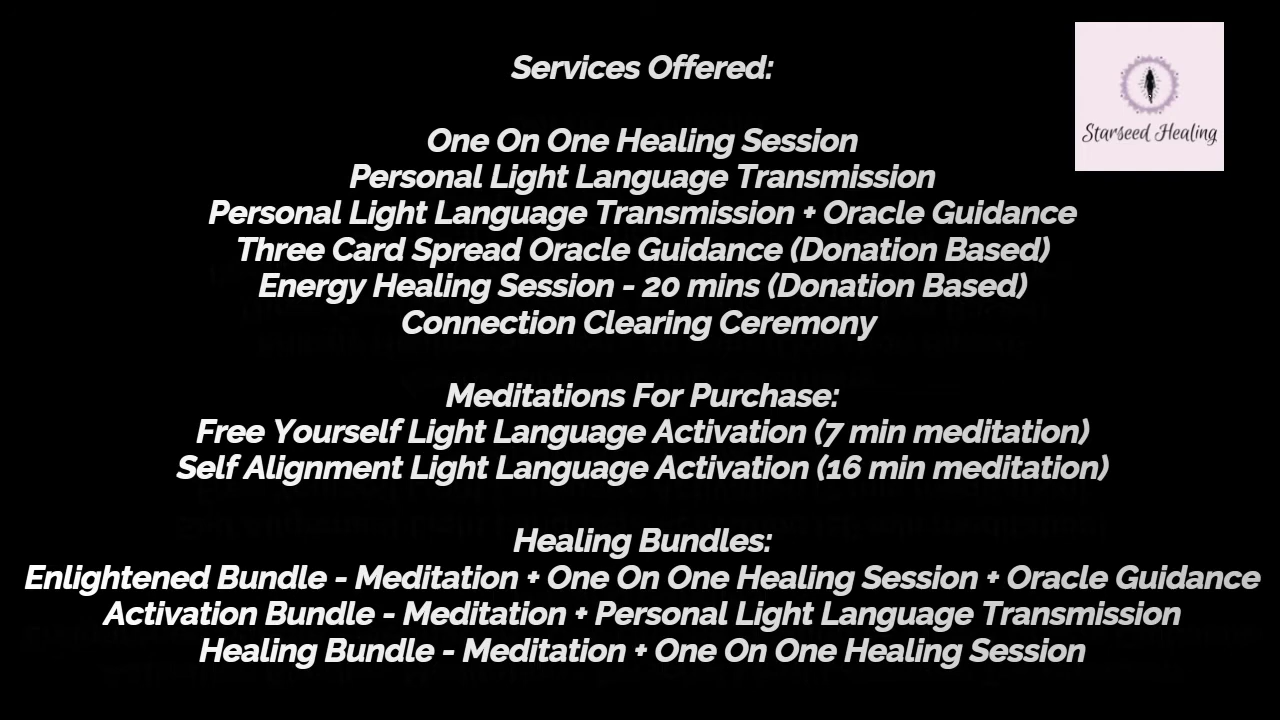 Services Offered:
One On One Healing Session
Personal Light Language Transmission
Personal Light Language Transmission + Oracle Guidance
Three Card Spread Oracle Guidance (Donation Based)
Energy Healing Session - 20 mins (Donation Based)
Connection Clearing Ceremony
Meditations For Purchase:
Free Yourself Light Language Activation (7 min meditation)
Self Alignment Light Language Activation (16 min meditation)
Healing Bundles:
Enlightened Bundle - Meditation + One On One Healing Session + Oracle Guidance
Activation Bundle - Meditation + Personal Light Language Transmission
Healing Bundle - Meditation + One On One Healing Session
Starseed Healing